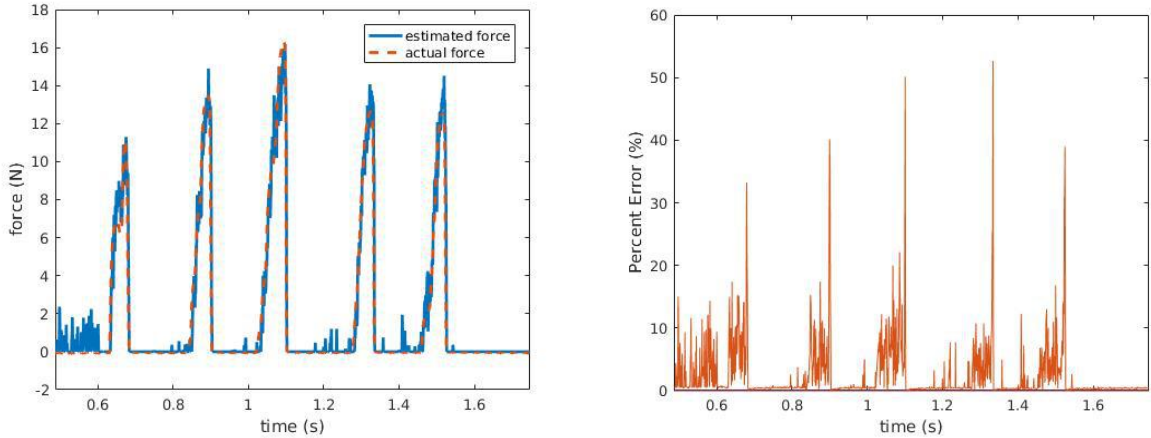 18
16
14
12
10
8
6
4
2
0
-2
force (N)
0.6 0.8 1 1.2 1.4 1.6
time (s)
estimated force
actual force
60
50
40
30
20
10
0
Percent Error (%)
0.6 0.8 1 1.2 1.4 1.6
time (s)